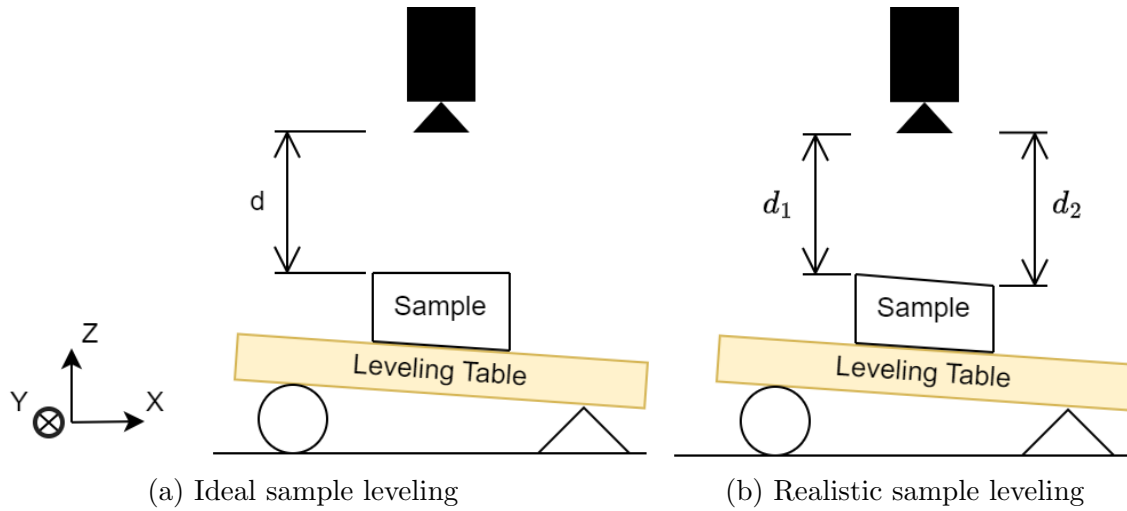 d
Sample
Leveling Table
Z
Y
X
d₁
d₂
Sample
Leveling Table
(a) Ideal sample leveling
(b) Realistic sample leveling